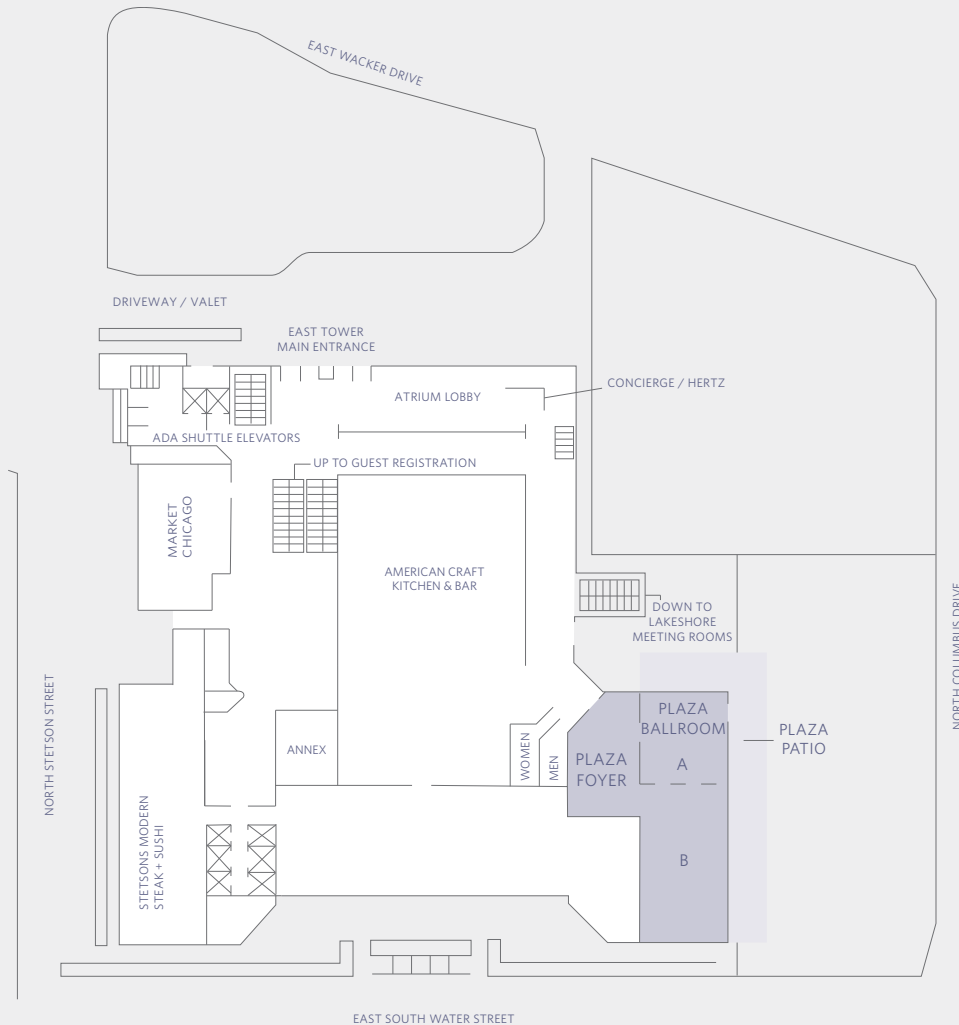 EAST WACKER DRIVE
DRIVEWAY / VALET
EAST TOWER
MAIN ENTRANCE
CONCIERGE / HERTZ
ATRIUM LOBBY
ADA SHUTTLE ELEVATORS
UP TO GUEST REGISTRATION
MARKET
CHICAGO
AMERICAN CRAFT
KITCHEN & BAR
DOWN TO
LAKESHORE
MEETING ROOMS
NORTH COLUMBUS DRIVE
NORTH STETSON STREET
PLAZA
BALLROOM
A
PLAZA
PATIO
PLAZA
FOYER
WOMEN
MEN
ANNEX
STETSONS MODERN
STEAK + SUSHI
B
EAST SOUTH WATER STREET